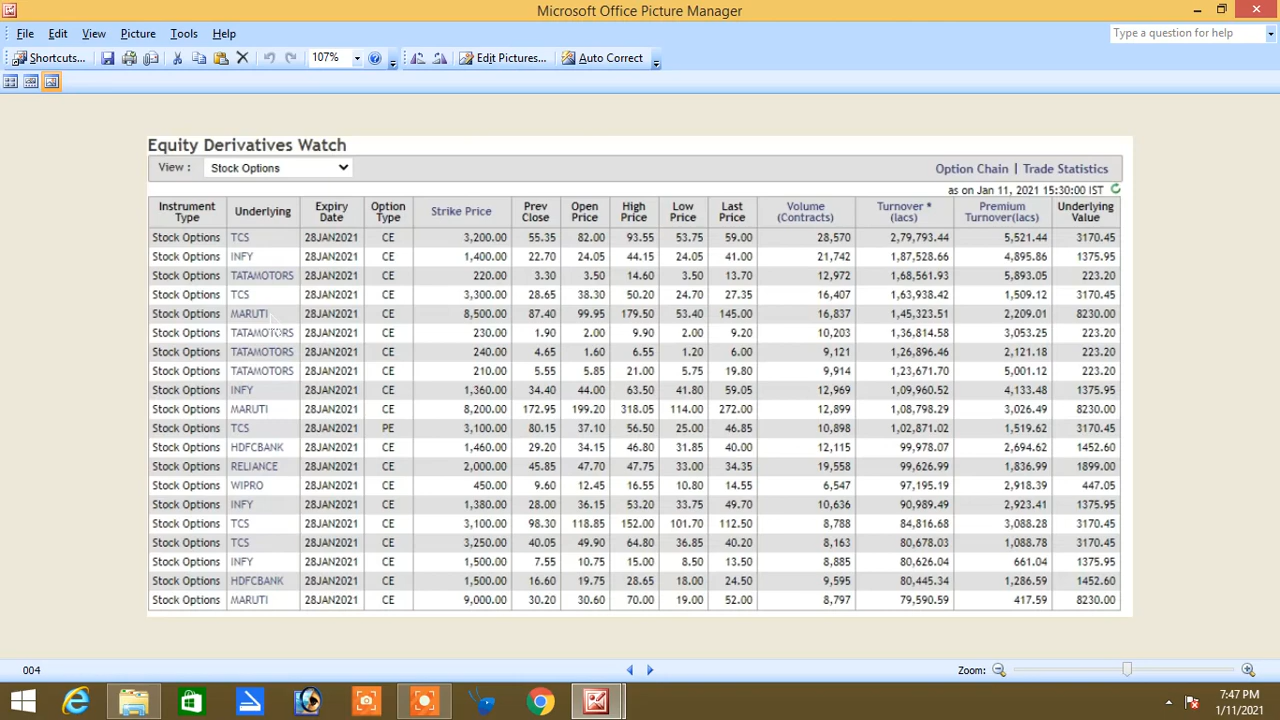 Microsoft Office Picture Manager
File Edit View Picture Tools Help Type a question for help
Shortcuts... 107% Edit Pictures... Auto Correct
Equity Derivatives Watch
View : Stock Options Option Chain | Trade Statistics
as on Jan 11, 2021 15:30:00 IST
Instrument Type Underlying Expiry Date Option Type Strike Price Prev Close Open Price High Price Low Price Last Price Volume (Contracts) Turnover * (lacs) Premium Turnover(lacs) Underlying Value
Stock Options TCS 28JAN2021 CE 3,200.00 55.35 82.00 93.55 53.75 59.00 28,570 2,79,793.44 5,521.44 3170.45
Stock Options INFY 28JAN2021 CE 1,400.00 22.70 24.05 44.15 24.05 41.00 21,742 1,87,528.66 4,895.86 1375.95
Stock Options TATAMOTORS 28JAN2021 CE 220.00 3.30 3.50 14.60 3.50 13.70 12,972 1,68,561.93 5,893.05 223.20
Stock Options TCS 28JAN2021 CE 3,300.00 28.65 38.30 50.20 24.70 27.35 16,407 1,63,938.42 1,509.12 3170.45
Stock Options MARUTI 28JAN2021 CE 8,500.00 87.40 99.95 179.50 53.40 145.00 16,837 1,45,323.51 2,209.01 8230.00
Stock Options TATAMOTORS 28JAN2021 CE 230.00 1.90 2.00 9.90 2.00 9.20 10,203 1,36,814.58 3,053.25 223.20
Stock Options TATAMOTORS 28JAN2021 CE 240.00 4.65 1.60 6.55 1.20 6.00 9,121 1,26,896.46 2,121.18 223.20
Stock Options TATAMOTORS 28JAN2021 CE 210.00 5.55 5.85 21.00 5.75 19.80 9,914 1,23,671.70 5,001.12 223.20
Stock Options INFY 28JAN2021 CE 1,360.00 34.40 44.00 63.50 41.80 59.05 12,969 1,09,960.52 4,133.48 1375.95
Stock Options MARUTI 28JAN2021 CE 8,200.00 172.95 199.20 318.05 114.00 272.00 12,899 1,08,798.29 3,026.49 8230.00
Stock Options TCS 28JAN2021 PE 3,100.00 80.15 37.10 56.50 25.00 46.85 10,898 1,02,871.02 1,519.62 3170.45
Stock Options HDFCBANK 28JAN2021 CE 1,460.00 29.20 34.15 46.80 31.85 40.00 12,115 99,978.07 2,694.62 1452.60
Stock Options RELIANCE 28JAN2021 CE 2,000.00 45.85 47.70 47.75 33.00 34.35 19,558 99,626.99 1,836.99 1899.00
Stock Options WIPRO 28JAN2021 CE 450.00 9.60 12.45 16.55 10.80 14.55 6,547 97,195.19 2,918.39 447.05
Stock Options INFY 28JAN2021 CE 1,380.00 28.00 36.15 53.20 33.75 49.70 10,636 90,989.49 2,923.41 1375.95
Stock Options TCS 28JAN2021 CE 3,100.00 98.30 118.85 152.00 101.70 112.50 8,788 84,816.68 3,088.28 3170.45
Stock Options TCS 28JAN2021 CE 3,250.00 40.05 49.90 64.80 36.85 40.20 8,163 80,678.03 1,088.78 3170.45
Stock Options INFY 28JAN2021 CE 1,500.00 7.55 10.75 15.00 8.50 13.50 8,885 80,626.04 661.04 1375.95
Stock Options HDFCBANK 28JAN2021 CE 1,500.00 16.60 19.75 28.65 18.00 24.50 9,595 80,445.34 1,286.59 1452.60
Stock Options MARUTI 28JAN2021 CE 9,000.00 30.20 30.60 70.00 19.00 52.00 8,797 79,590.59 417.59 8230.00
004 Zoom:
7:47 PM
1/11/2021